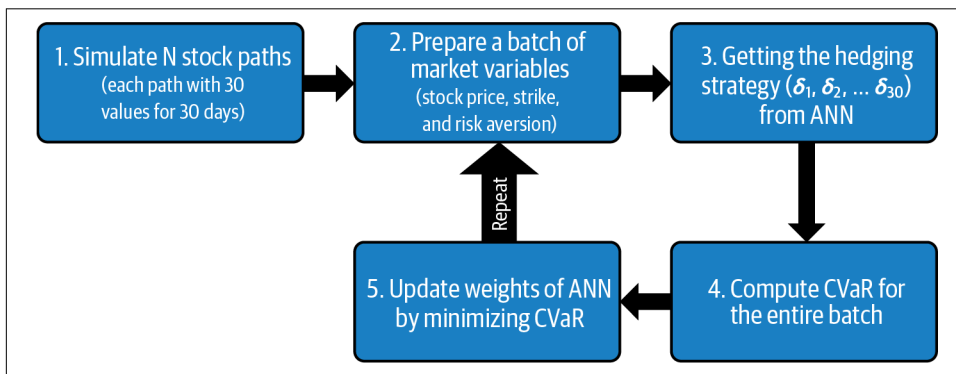 1. Simulate N stock paths
(each path with 30
values for 30 days)
2. Prepare a batch of
market variables
(stock price, strike,
and risk aversion)
3. Getting the hedging
strategy (δ₁, δ₂, ... δ₃₀)
from ANN
Repeat
5. Update weights of ANN
by minimizing CVaR
4. Compute CVaR for
the entire batch